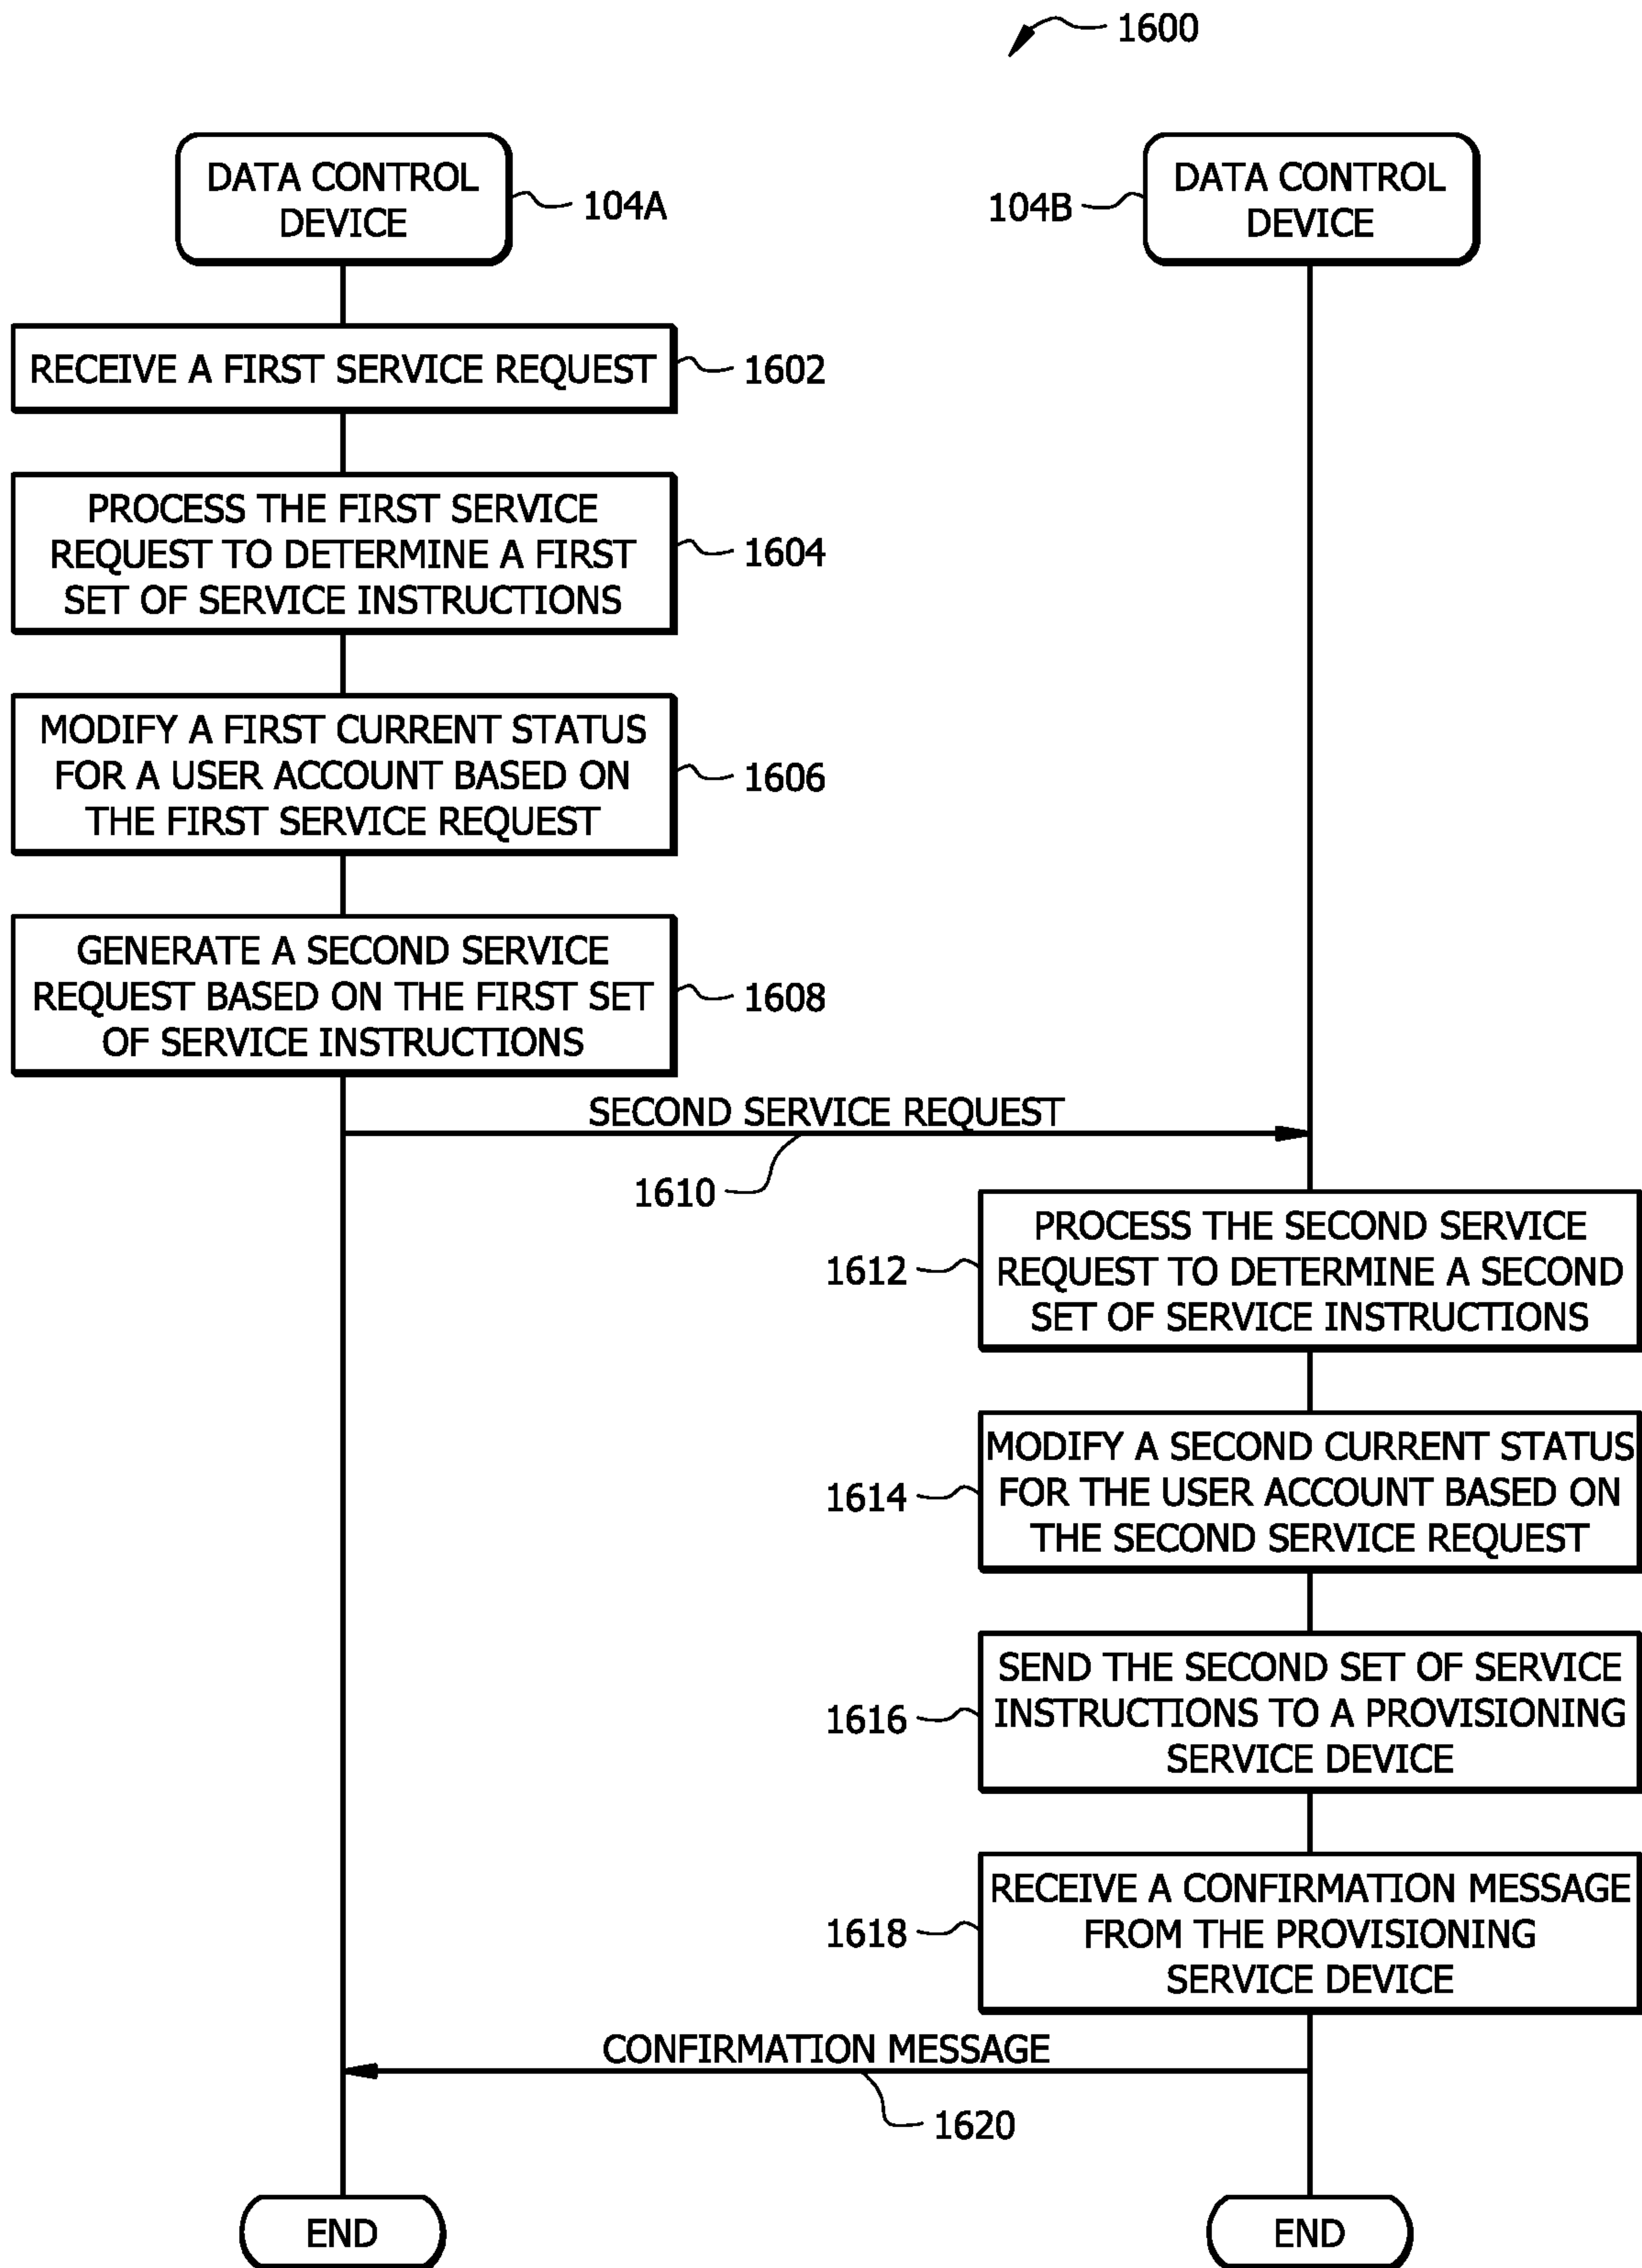 1600
DATA CONTROL
DEVICE
104A
104B
DATA CONTROL
DEVICE
RECEIVE A FIRST SERVICE REQUEST
1602
PROCESS THE FIRST SERVICE
REQUEST TO DETERMINE A FIRST
SET OF SERVICE INSTRUCTIONS
1604
MODIFY A FIRST CURRENT STATUS
FOR A USER ACCOUNT BASED ON
THE FIRST SERVICE REQUEST
1606
GENERATE A SECOND SERVICE
REQUEST BASED ON THE FIRST SET
OF SERVICE INSTRUCTIONS
1608
SECOND SERVICE REQUEST
1610
PROCESS THE SECOND SERVICE
REQUEST TO DETERMINE A SECOND
SET OF SERVICE INSTRUCTIONS
1612
MODIFY A SECOND CURRENT STATUS
FOR THE USER ACCOUNT BASED ON
THE SECOND SERVICE REQUEST
1614
SEND THE SECOND SET OF SERVICE
INSTRUCTIONS TO A PROVISIONING
SERVICE DEVICE
1616
RECEIVE A CONFIRMATION MESSAGE
FROM THE PROVISIONING
SERVICE DEVICE
1618
CONFIRMATION MESSAGE
1620
END
END